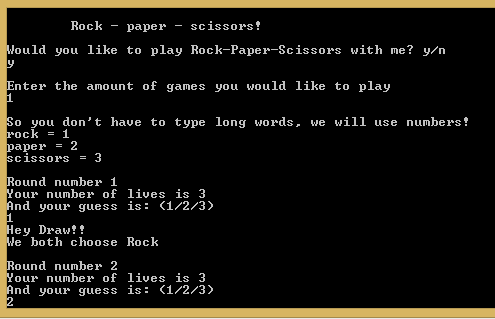 Rock - paper - scissors!
Would you like to play Rock-Paper-Scissors with me? y/n
y
Enter the amount of games you would like to play
1
So you don't have to type long words, we will use numbers!
rock = 1
paper = 2
scissors = 3
Round number 1
Your number of lives is 3
And your guess is: (1/2/3)
1
Hey Draw!!
We both choose Rock
Round number 2
Your number of lives is 3
And your guess is: (1/2/3)
2